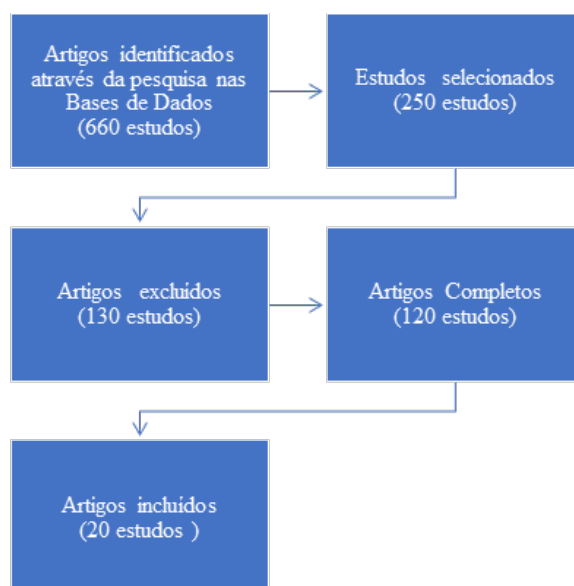 Artigos identificados
através da pesquisa nas
Bases de Dados
(660 estudos)
Estudos selecionados
(250 estudos)
Artigos excluidos
(130 estudos)
Artigos Completos
(120 estudos)
Artigos incluidos
(20 estudos )